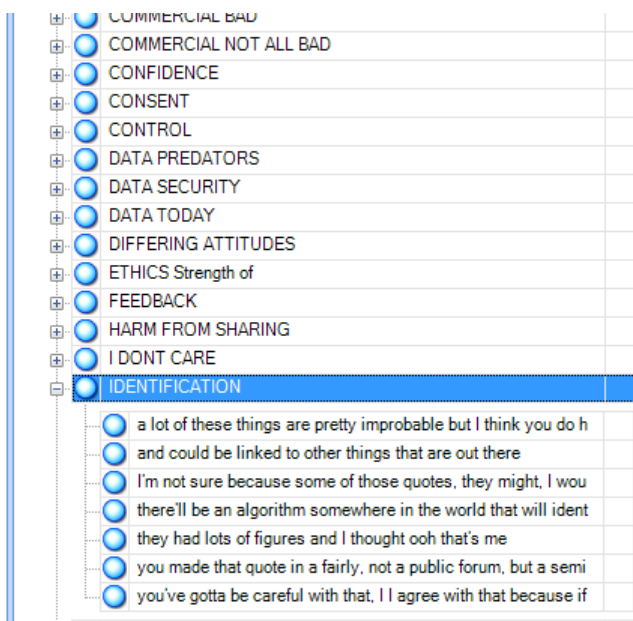 COMMERCIAL BAD
COMMERCIAL NOT ALL BAD
CONFIDENCE
CONSENT
CONTROL
DATA PREDATORS
DATA SECURITY
DATA TODAY
DIFFERING ATTITUDES
ETHICS Strength of
FEEDBACK
HARM FROM SHARING
I DONT CARE
IDENTIFICATION
a lot of these things are pretty improbable but I think you do h
and could be linked to other things that are out there
I'm not sure because some of those quotes, they might, I wou
there'll be an algorithm somewhere in the world that will ident
they had lots of figures and I thought ooh that's me
you made that quote in a fairly, not a public forum, but a semi
you've gotta be careful with that, I I agree with that because if